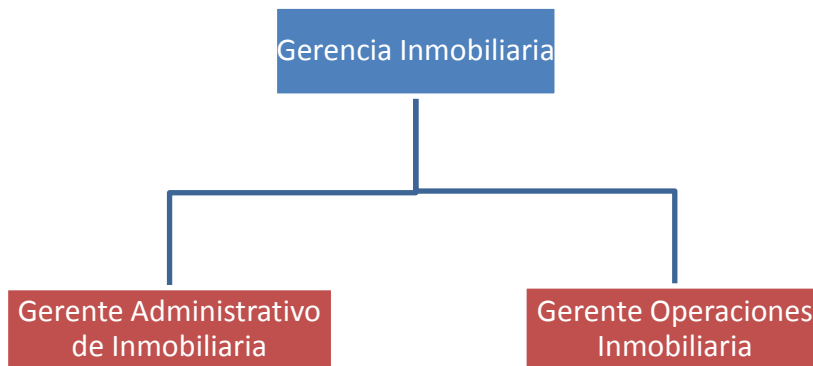 Gerencia Inmobiliaria
Gerente Administrativo
de Inmobiliaria
Gerente Operaciones
Inmobiliaria